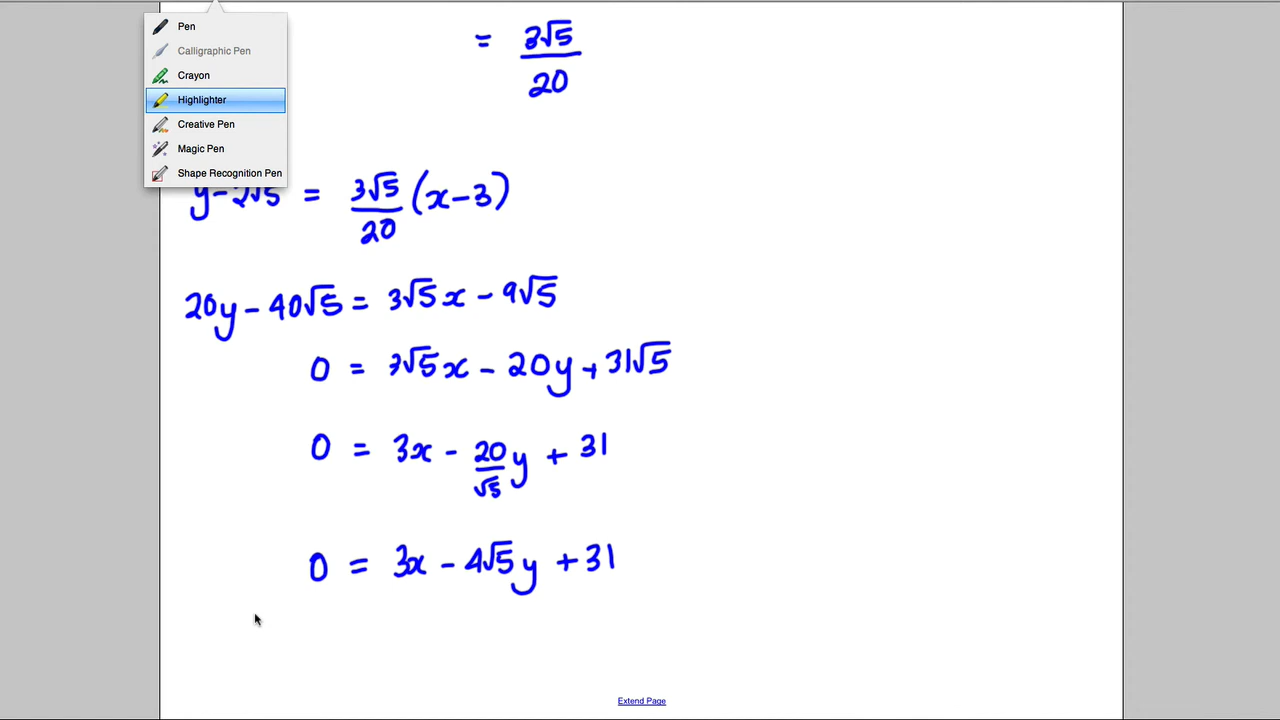 Pen
Calligraphic Pen
Crayon
Highlighter
Creative Pen
Magic Pen
Shape Recognition Pen
= 3√5/20
y-2√5 = 3√5/20 (x-3)
20y - 40√5 = 3√5x - 9√5
0 = 3√5x - 20y + 31√5
0 = 3x - 20/√5 y + 31
0 = 3x - 4√5y + 31
Extend Page